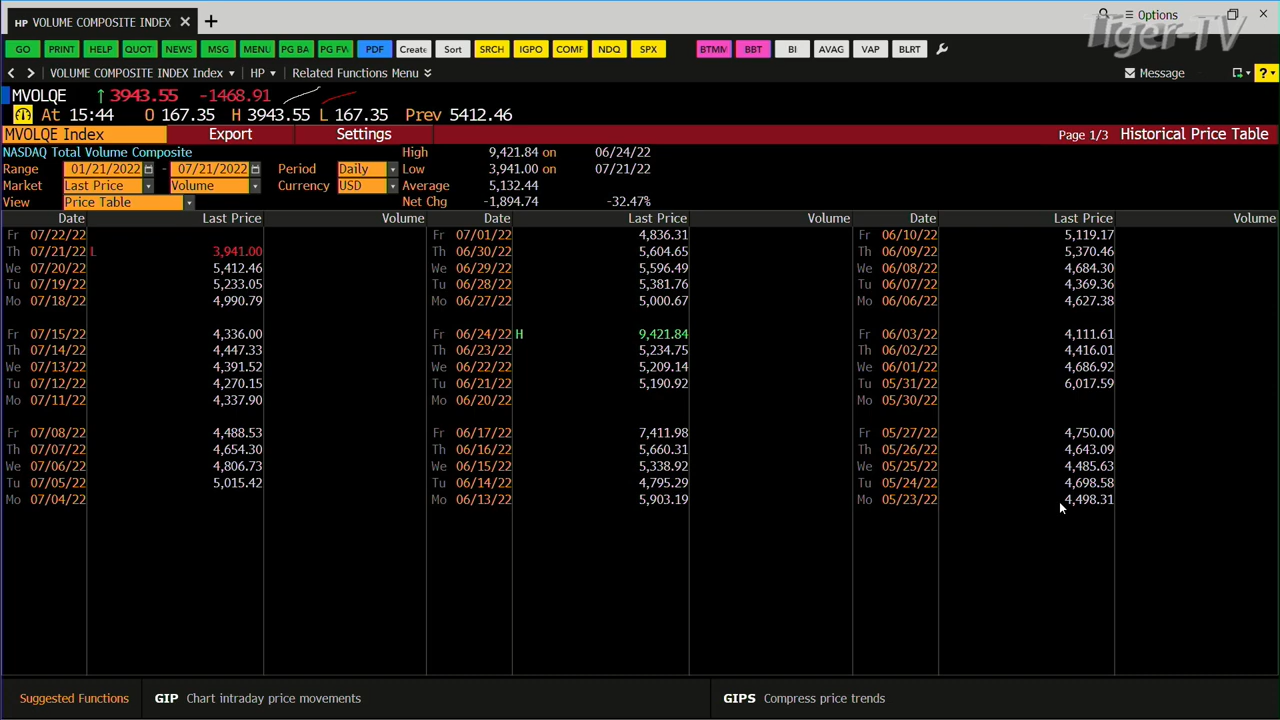 HP VOLUME COMPOSITE INDEX × +
Options
Tiger-TV
GO PRINT HELP QUOT NEWS MSG MENU PG BA PG FW PDF Create Sort SRCH IGPO COMF NDQ SPX BTMM BBT BI AVAG VAP BLRT
VOLUME COMPOSITE INDEX Index HP Related Functions Menu Message ?
MVOLQE ↑ 3943.55 -1468.91
At 15:44 O 167.35 H 3943.55 L 167.35 Prev 5412.46
MVOLQE Index Export Settings Page 1/3 Historical Price Table
NASDAQ Total Volume Composite High 9,421.84 on 06/24/22
Range 01/21/2022 - 07/21/2022 Period Daily Low 3,941.00 on 07/21/22
Market Last Price Volume Currency USD Average 5,132.44
View Price Table Net Chg -1,894.74 -32.47%
Date Last Price Volume Date Last Price Volume Date Last Price Volume
Fr 07/22/22 Fr 07/01/22 4,836.31 Fr 06/10/22 5,119.17
Th 07/21/22 L 3,941.00 Th 06/30/22 5,604.65 Th 06/09/22 5,370.46
We 07/20/22 5,412.46 We 06/29/22 5,596.49 We 06/08/22 4,684.30
Tu 07/19/22 5,233.05 Tu 06/28/22 5,381.76 Tu 06/07/22 4,369.36
Mo 07/18/22 4,990.79 Mo 06/27/22 5,000.67 Mo 06/06/22 4,627.38
Fr 07/15/22 4,336.00 Fr 06/24/22 H 9,421.84 Fr 06/03/22 4,111.61
Th 07/14/22 4,447.33 Th 06/23/22 5,234.75 Th 06/02/22 4,416.01
We 07/13/22 4,391.52 We 06/22/22 5,209.14 We 06/01/22 4,686.92
Tu 07/12/22 4,270.15 Tu 06/21/22 5,190.92 Tu 05/31/22 6,017.59
Mo 07/11/22 4,337.90 Mo 06/20/22 Mo 05/30/22
Fr 07/08/22 4,488.53 Fr 06/17/22 7,411.98 Fr 05/27/22 4,750.00
Th 07/07/22 4,654.30 Th 06/16/22 5,660.31 Th 05/26/22 4,643.09
We 07/06/22 4,806.73 We 06/15/22 5,338.92 We 05/25/22 4,485.63
Tu 07/05/22 5,015.42 Tu 06/14/22 4,795.29 Tu 05/24/22 4,698.58
Mo 07/04/22 Mo 06/13/22 5,903.19 Mo 05/23/22 4,498.31
Suggested Functions GIP Chart intraday price movements GIPS Compress price trends